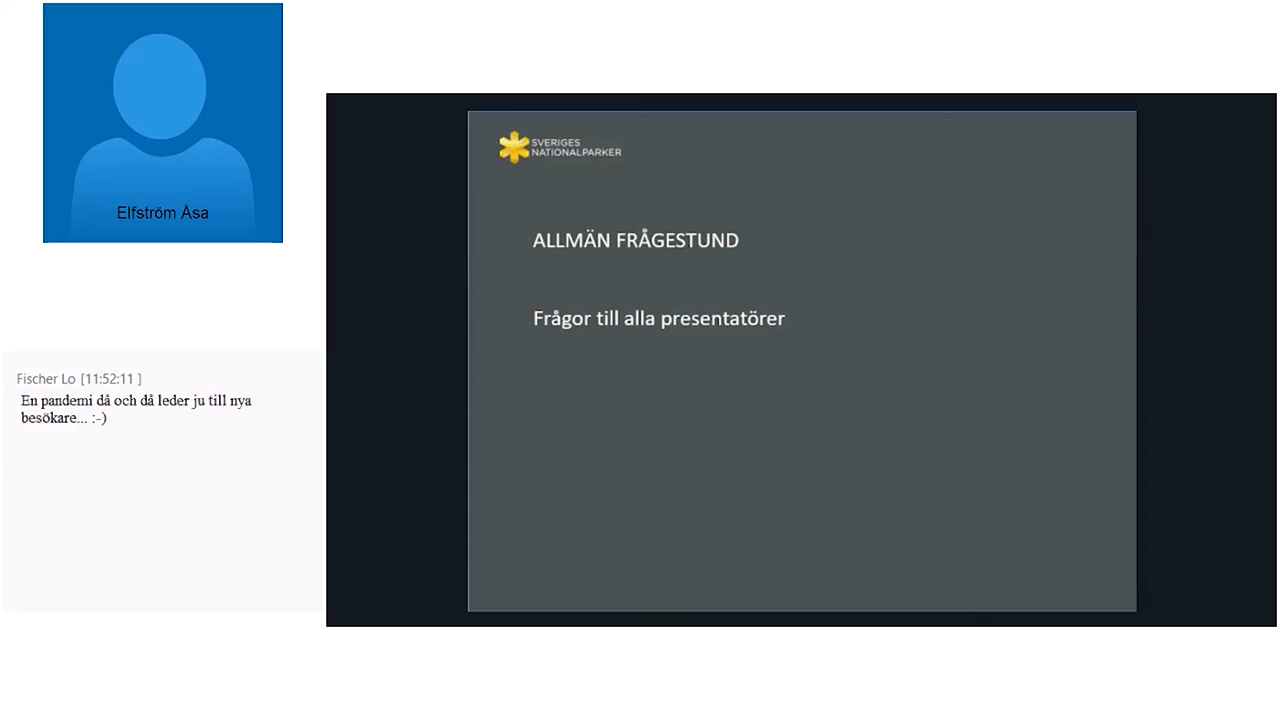 Elfström Åsa
Fischer Lo [11:52:11 ]
En pandemi då och då leder ju till nya
besökare... :-)
SVERIGES
NATIONALPARKER
ALLMÄN FRÅGESTUND
Frågor till alla presentatörer